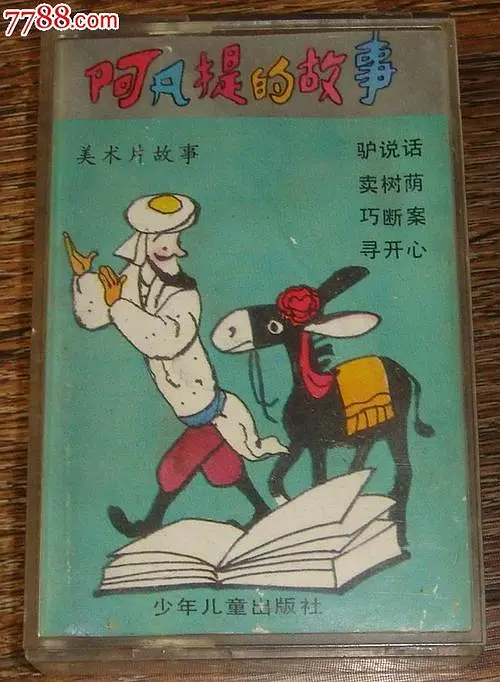 7788.com
阿凡提的故事
美术片故事
驴说话
卖树荫
巧断案
寻开心
少年儿童出版社